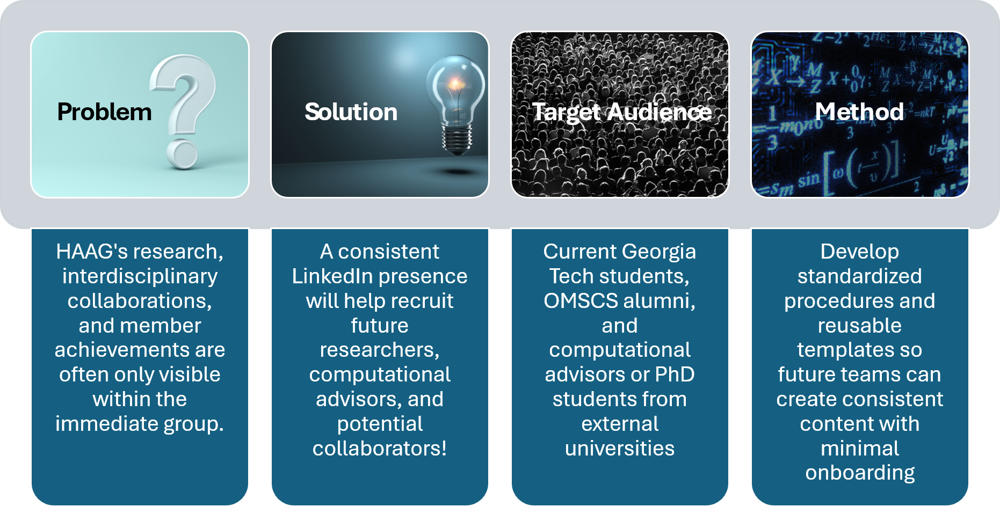 Problem
Solution
Target Audience
Method
HAAG's research,
interdisciplinary
collaborations,
and member
achievements are
often only visible
within the
immediate group.
A consistent
LinkedIn presence
will help recruit
future
researchers,
computational
advisors, and
potential
collaborators!
Current Georgia
Tech students,
OMSCS alumni,
and
computational
advisors or PhD
students from
external
universities
Develop
standardized
procedures and
reusable
templates so
future teams can
create consistent
content with
minimal
onboarding